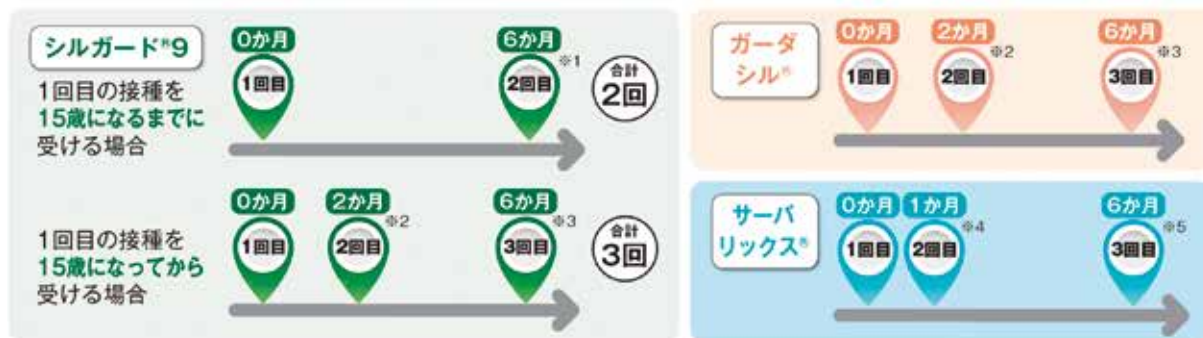 シルガード®9
1回目の接種を
15歳になるまでに
受ける場合
0か月
1回目
6か月
2回目
※1
合計
2回
1回目の接種を
15歳になってから
受ける場合
0か月
1回目
2か月
2回目
※2
6か月
3回目
※3
合計
3回
ガーダ
シル®
0か月
1回目
2か月
2回目
※2
6か月
3回目
※3
サーバ
リックス®
0か月
1回目
1か月
2回目
※4
6か月
3回目
※5